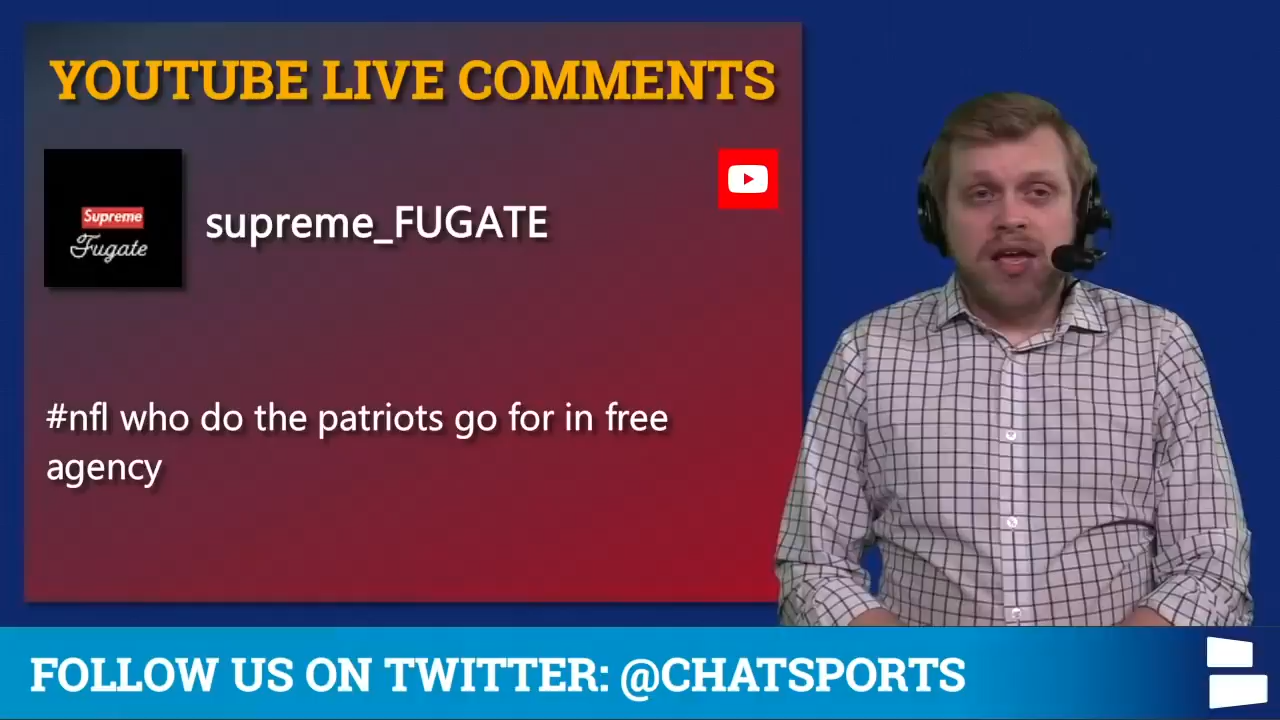 YOUTUBE LIVE COMMENTS
Supreme
Fugate
supreme_FUGATE
#nfl who do the patriots go for in free
agency
FOLLOW US ON TWITTER: @CHATSPORTS